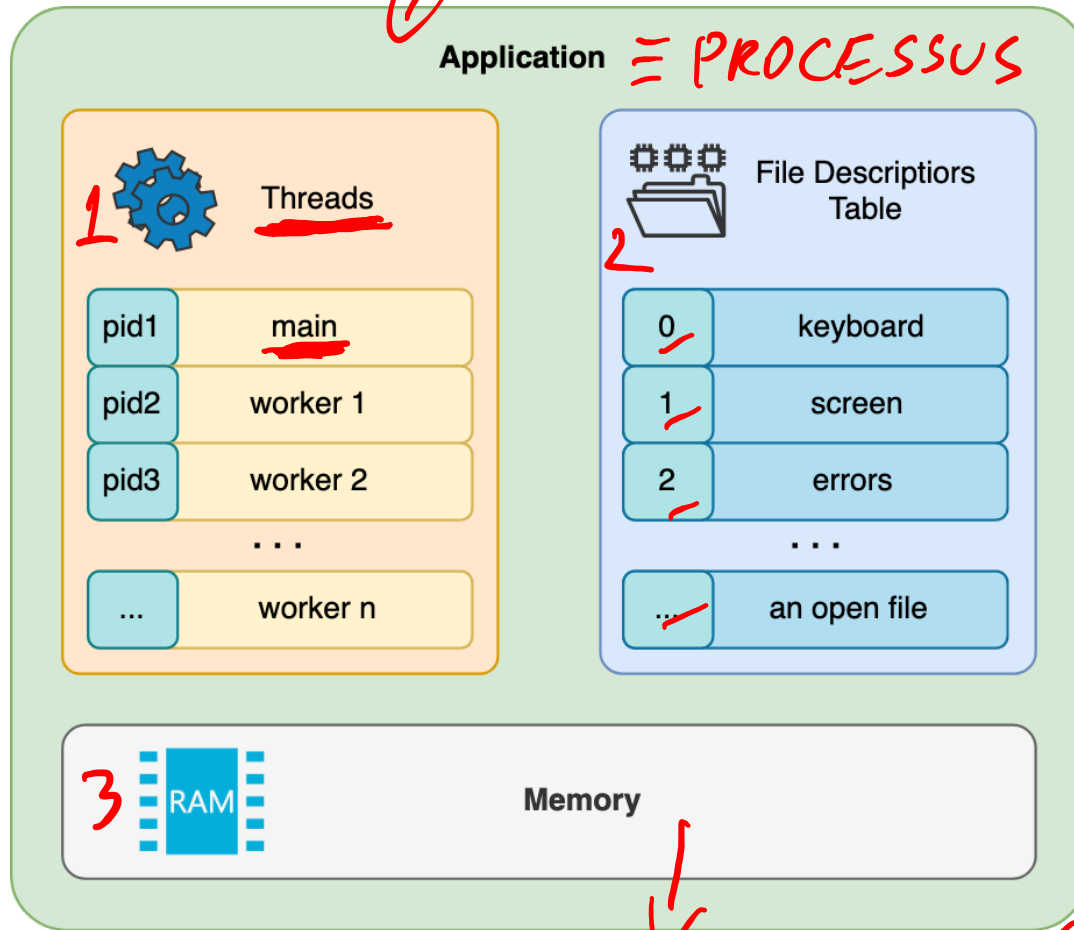 Application ≡ PROCESSUS
1
Threads
pid1 main
pid2 worker 1
pid3 worker 2
...
... worker n
2
File Descriptiors
Table
0 keyboard
1 screen
2 errors
...
... an open file
3
RAM
Memory